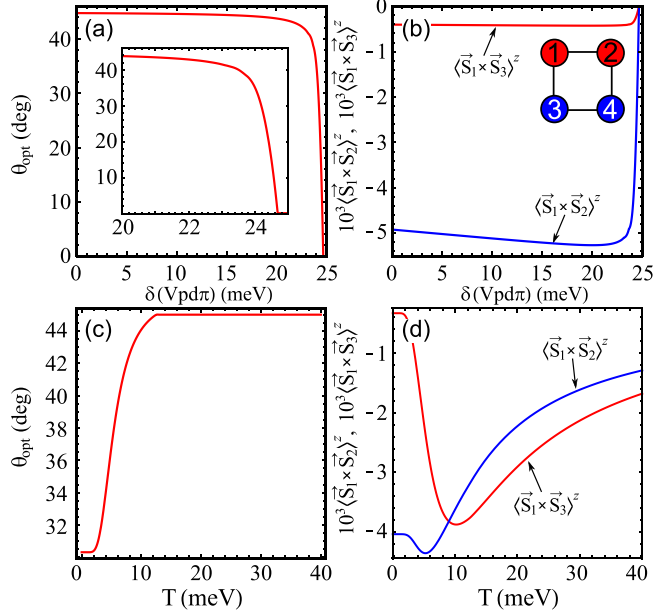 (a)
θopt (deg)
40
30
20
10
0
40
30
20
10
0
20 22 24
0 5 10 15 20 25
δ(Vpdπ) (meV)
(b)
10³⟨S⃗₁×S⃗₂⟩ᶻ, 10³⟨S⃗₁×S⃗₃⟩ᶻ
0
-1
-2
-3
-4
-5
⟨S⃗₁×S⃗₃⟩ᶻ
1 2
3 4
⟨S⃗₁×S⃗₂⟩ᶻ
0 5 10 15 20 25
δ(Vpdπ) (meV)
(c)
θopt (deg)
44
42
40
38
36
34
32
30
0 10 20 30 40
T (meV)
(d)
10³⟨S⃗₁×S⃗₂⟩ᶻ, 10³⟨S⃗₁×S⃗₃⟩ᶻ
-1
-2
-3
-4
⟨S⃗₁×S⃗₂⟩ᶻ
⟨S⃗₁×S⃗₃⟩ᶻ
0 10 20 30 40
T (meV)